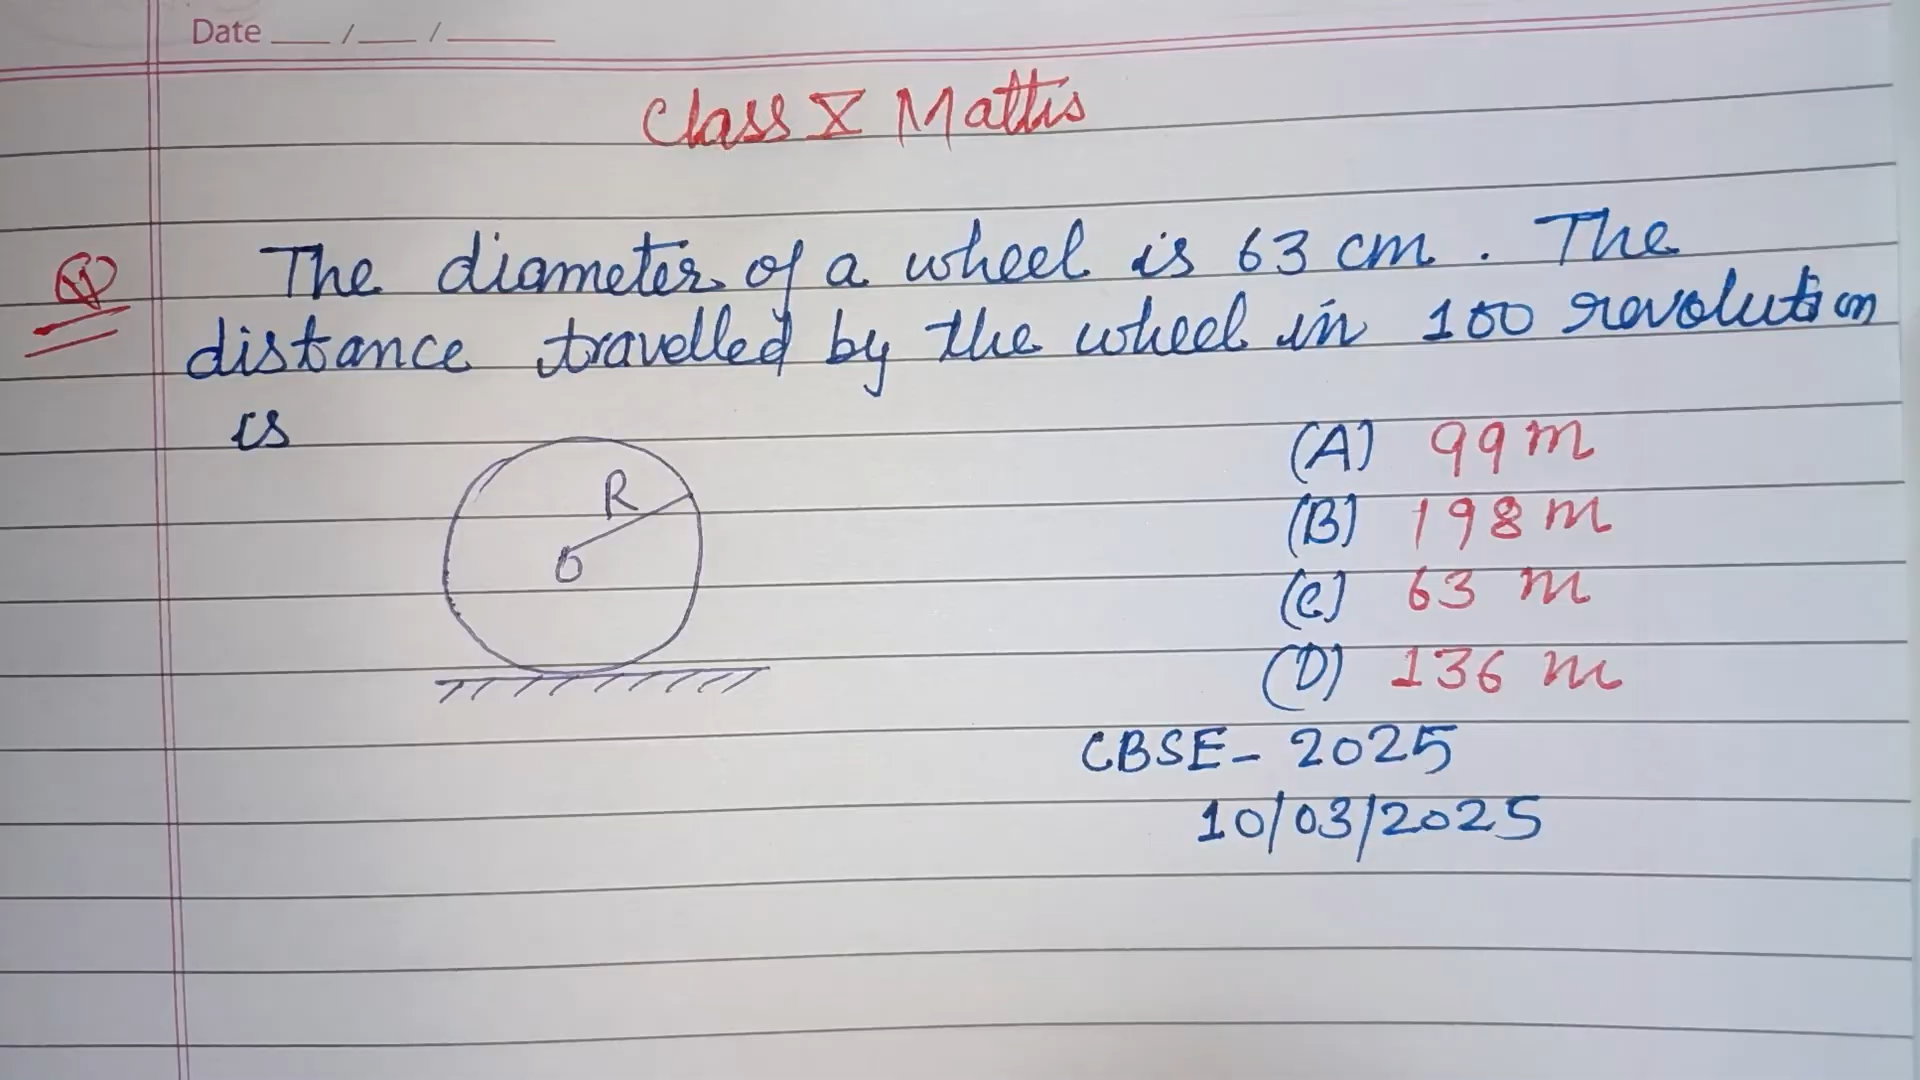 Date ___/___/_____
Class X Maths
Q The diameter of a wheel is 63 cm. The
distance travelled by the wheel in 100 revolution
is
(A) 99 m
(B) 198 m
(C) 63 m
(D) 136 m
R
O
CBSE- 2025
10/03/2025